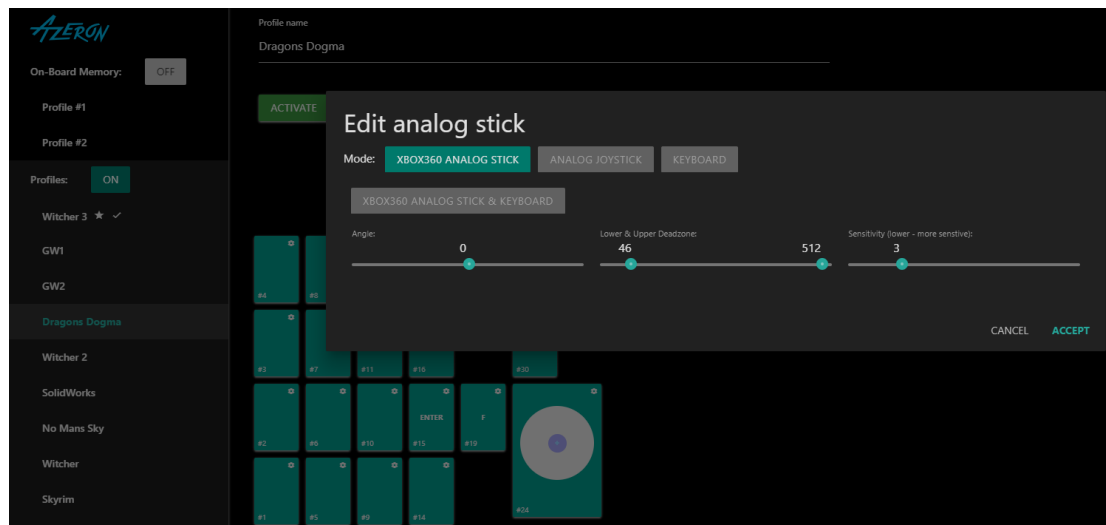 AZERON
On-Board Memory: OFF
Profile #1
Profile #2
Profiles: ON
Witcher 3
GW1
GW2
Dragons Dogma
Witcher 2
SolidWorks
No Mans Sky
Witcher
Skyrim
Profile name
Dragons Dogma
ACTIVATE
Edit analog stick
Mode: XBOX360 ANALOG STICK ANALOG JOYSTICK KEYBOARD
XBOX360 ANALOG STICK & KEYBOARD
Angie: Lower & Upper Deadzone: Sensitivity (lower - more senstive):
0 46 512 3
CANCEL ACCEPT
#4 #8
#3 #7 #11 #16 #30
ENTER F
#2 #6 #10 #15 #19
#1 #5 #9 #14 #24